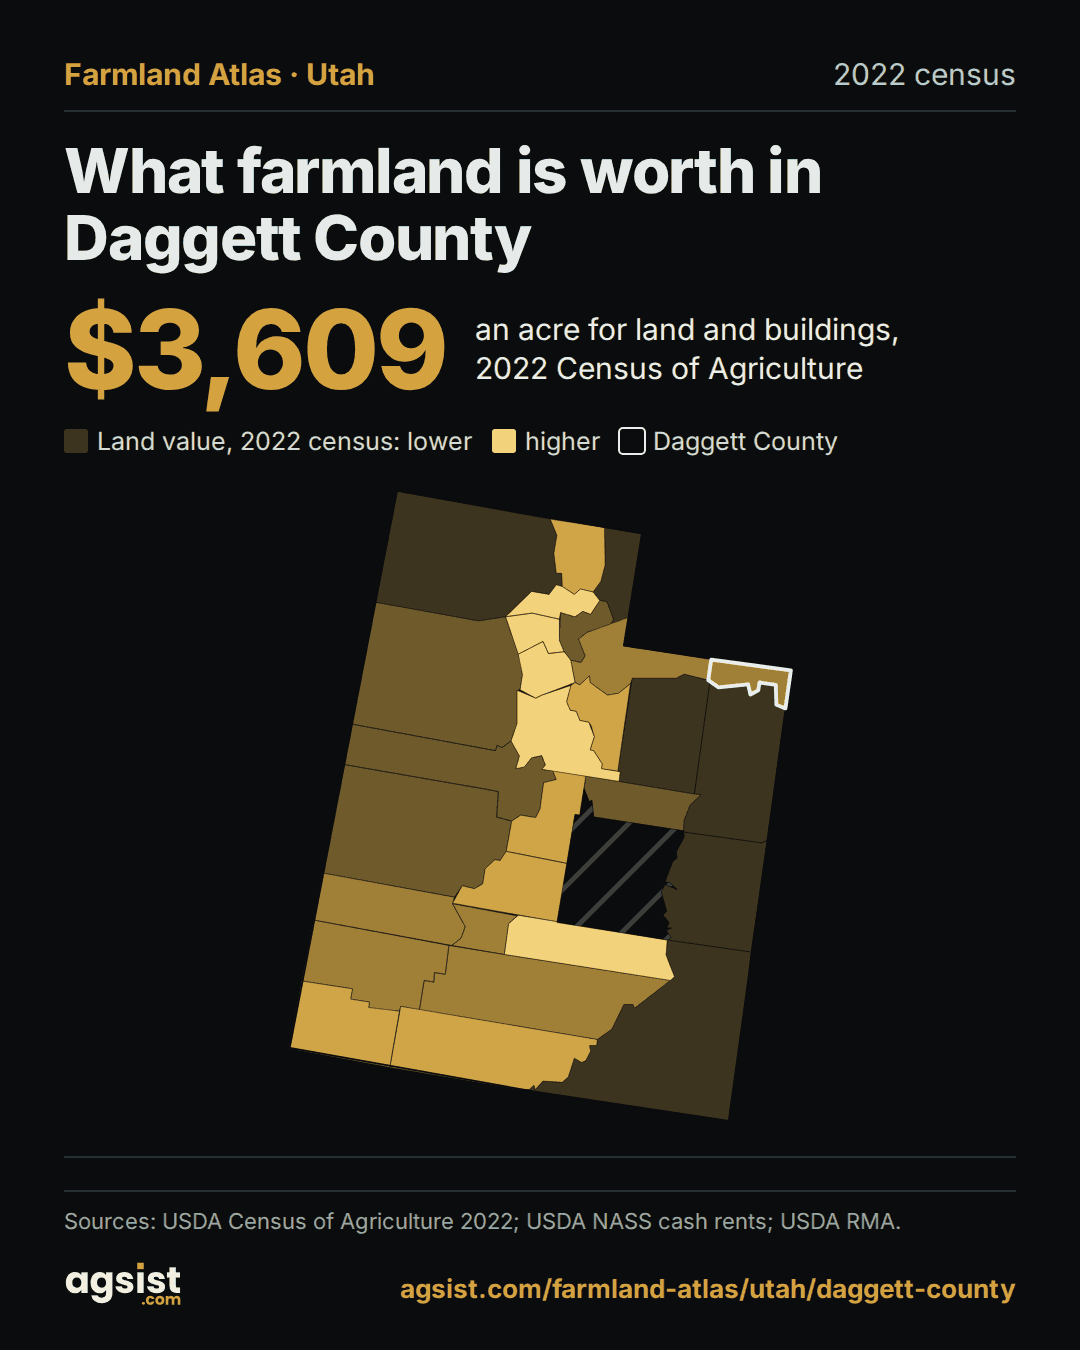 Farmland Atlas · Utah
2022 census
What farmland is worth in
Daggett County
$3,609
an acre for land and buildings,
2022 Census of Agriculture
Land value, 2022 census: lower
higher
Daggett County
Sources: USDA Census of Agriculture 2022; USDA NASS cash rents; USDA RMA.
agsist
.com
agsist.com/farmland-atlas/utah/daggett-county